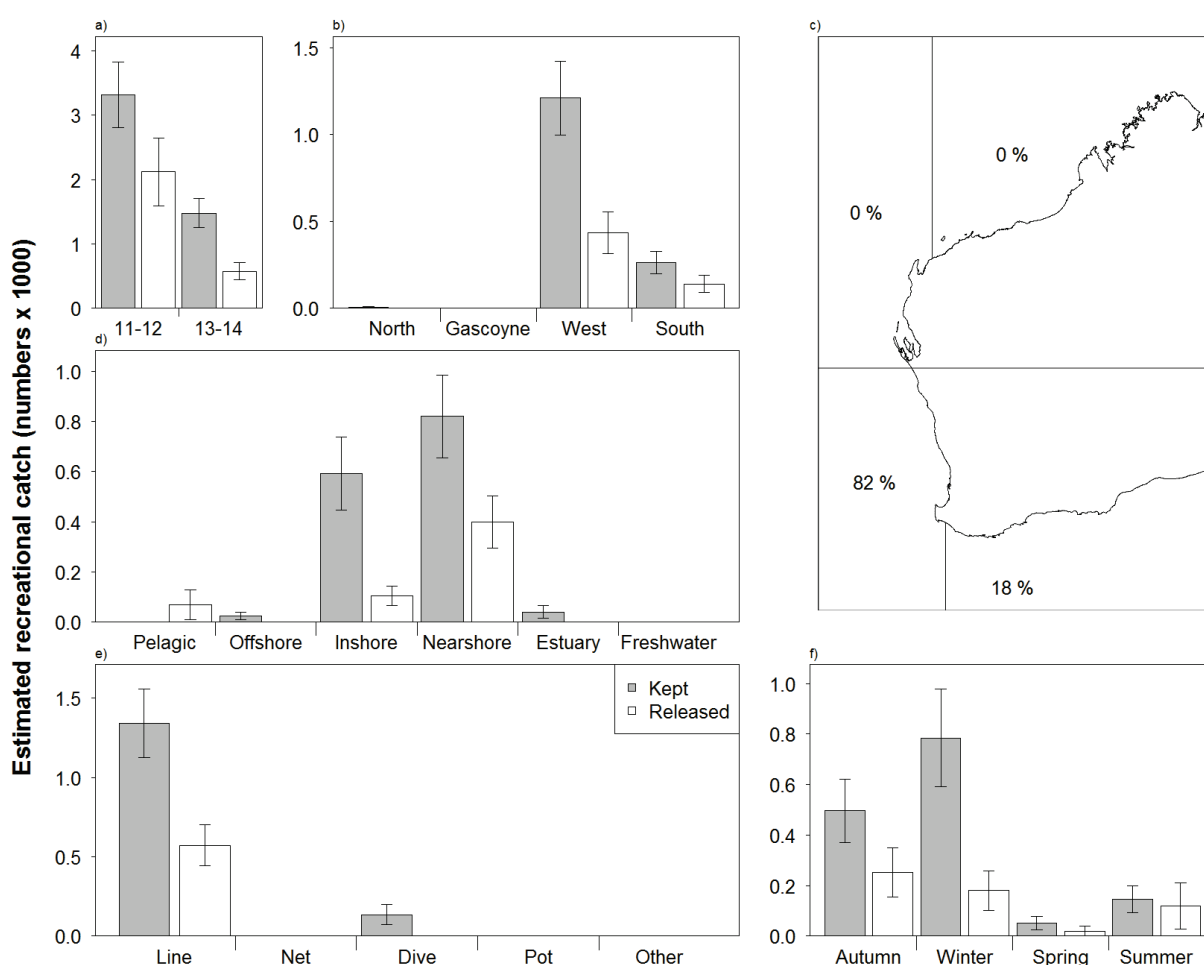 a)
4
3
2
1
0
11-12 13-14
b)
1.5
1.0
0.5
0.0
North Gascoyne West South
c)
0 %
0 %
82 %
18 %
Estimated recreational catch (numbers x 1000)
d)
1.0
0.8
0.6
0.4
0.2
0.0
Pelagic Offshore Inshore Nearshore Estuary Freshwater
e)
1.5
1.0
0.5
0.0
Kept
Released
Line Net Dive Pot Other
f)
1.0
0.8
0.6
0.4
0.2
0.0
Autumn Winter Spring Summer